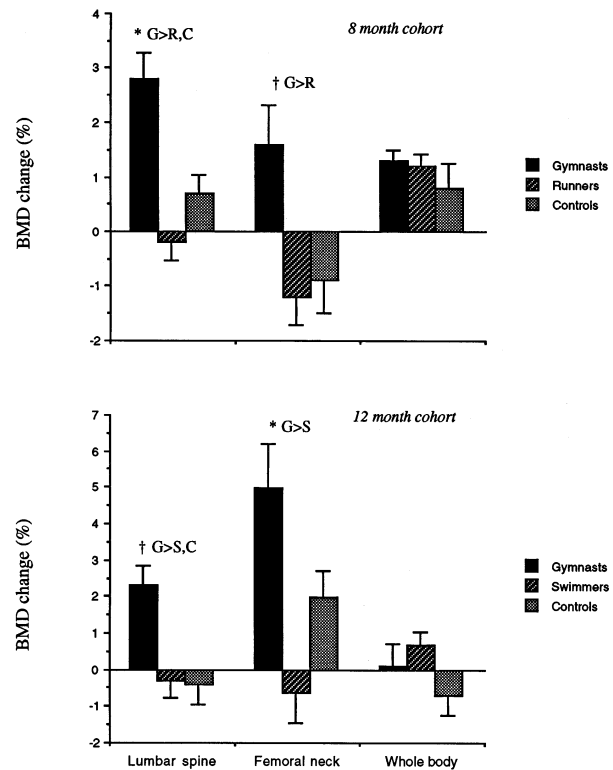 8 month cohort
* G>R,C
† G>R
BMD change (%)
4
3
2
1
0
-1
-2
Gymnasts
Runners
Controls
12 month cohort
* G>S
† G>S,C
BMD change (%)
7
6
5
4
3
2
1
0
-1
-2
Gymnasts
Swimmers
Controls
Lumbar spine Femoral neck Whole body